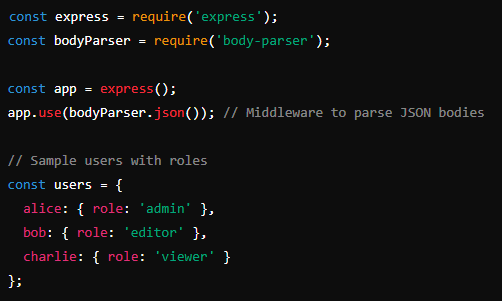 const express = require('express');
const bodyParser = require('body-parser');

const app = express();
app.use(bodyParser.json()); // Middleware to parse JSON bodies

// Sample users with roles
const users = {
  alice: { role: 'admin' },
  bob: { role: 'editor' },
  charlie: { role: 'viewer' }
};